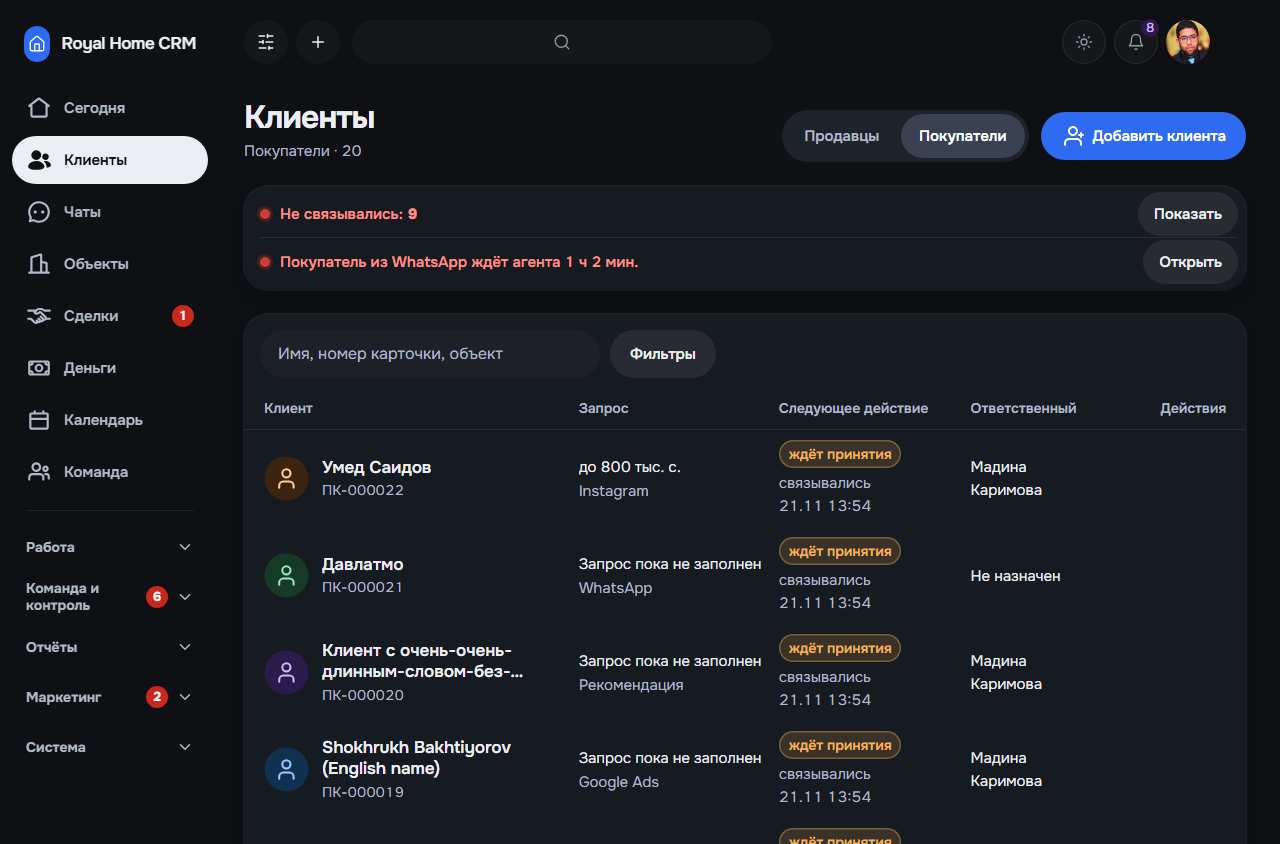 Royal Home CRM
8
Сегодня
Клиенты
Чаты
Объекты
Сделки
1
Деньги
Календарь
Команда
Работа
Команда и
контроль
6
Отчёты
Маркетинг
2
Система
Клиенты
Покупатели · 20
Продавцы
Покупатели
Добавить клиента
Не связывались: 9
Показать
Покупатель из WhatsApp ждёт агента 1 ч 2 мин.
Открыть
Имя, номер карточки, объект
Фильтры
Клиент
Запрос
Следующее действие
Ответственный
Действия
Умед Саидов
ПК-000022
до 800 тыс. с.
Instagram
ждёт принятия
связывались
21.11 13:54
Мадина
Каримова
Давлатмо
ПК-000021
Запрос пока не заполнен
WhatsApp
ждёт принятия
связывались
21.11 13:54
Не назначен
Клиент с очень-очень-
длинным-словом-без-...
ПК-000020
Запрос пока не заполнен
Рекомендация
ждёт принятия
связывались
21.11 13:54
Мадина
Каримова
Shokhrukh Bakhtiyorov
(English name)
ПК-000019
Запрос пока не заполнен
Google Ads
ждёт принятия
связывались
21.11 13:54
Мадина
Каримова
ждёт принятия